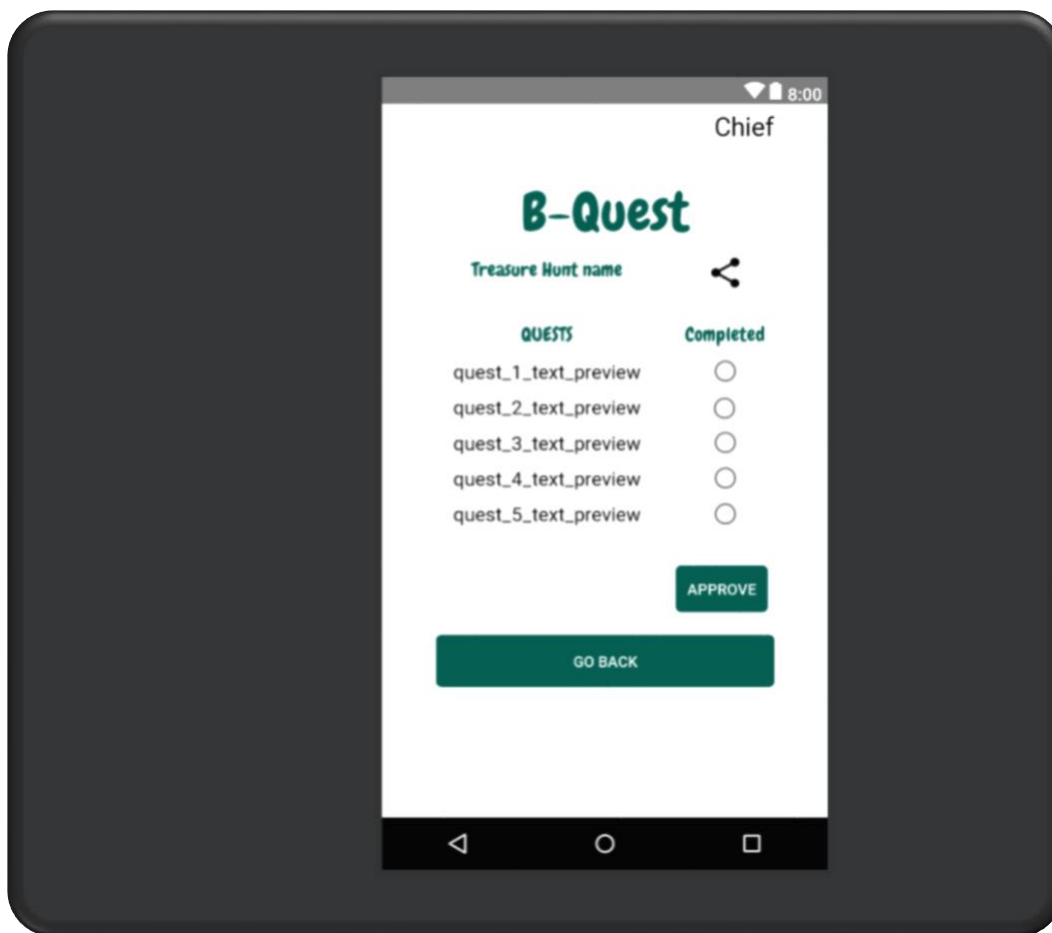 8:00
Chief
B-Quest
Treasure Hunt name
QUESTS Completed
quest_1_text_preview
quest_2_text_preview
quest_3_text_preview
quest_4_text_preview
quest_5_text_preview
APPROVE
GO BACK